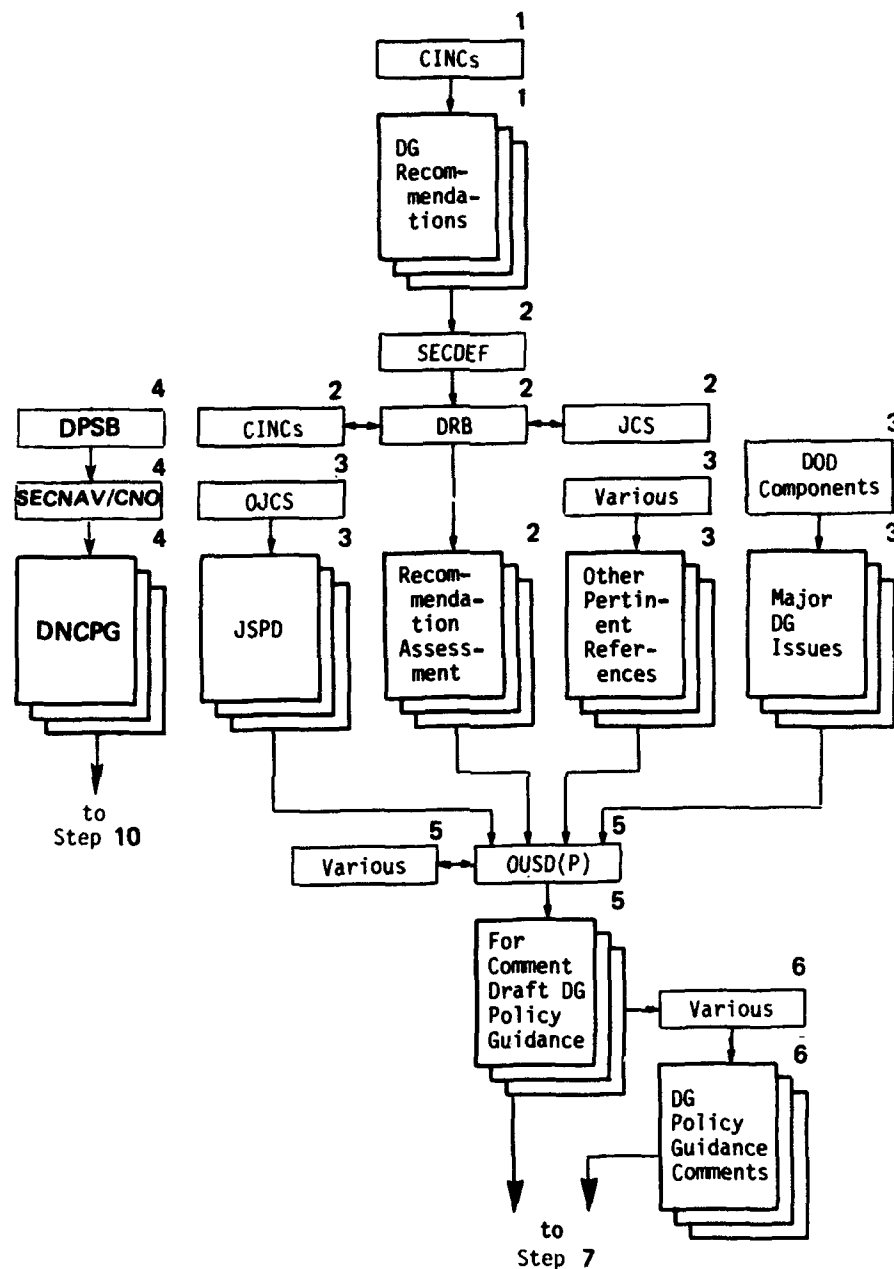 1
CINCs
1
DG
Recom-
menda-
tions
2
SECDEF
4
2
2
2
3
DPSB
CINCs
DRB
JCS
DOD
Components
4
3
3
SECNAV/CNO
OJCS
Various
4
3
2
3
3
DNCPG
JSPD
Recom-
menda-
tion
Assess-
ment
Other
Pertin-
ent
Refer-
ences
Major
DG
Issues
to
Step 10
5
5
Various
OUSD(P)
5
For
Comment
Draft DG
Policy
Guidance
6
Various
6
DG
Policy
Guidance
Comments
to
Step 7